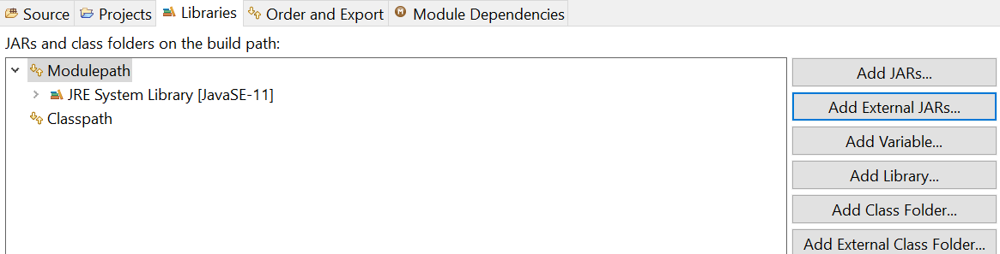 Source Projects Libraries Order and Export M Module Dependencies
JARs and class folders on the build path:
Modulepath
JRE System Library [JavaSE-11]
Classpath
Add JARs...
Add External JARs...
Add Variable...
Add Library...
Add Class Folder...
Add External Class Folder...